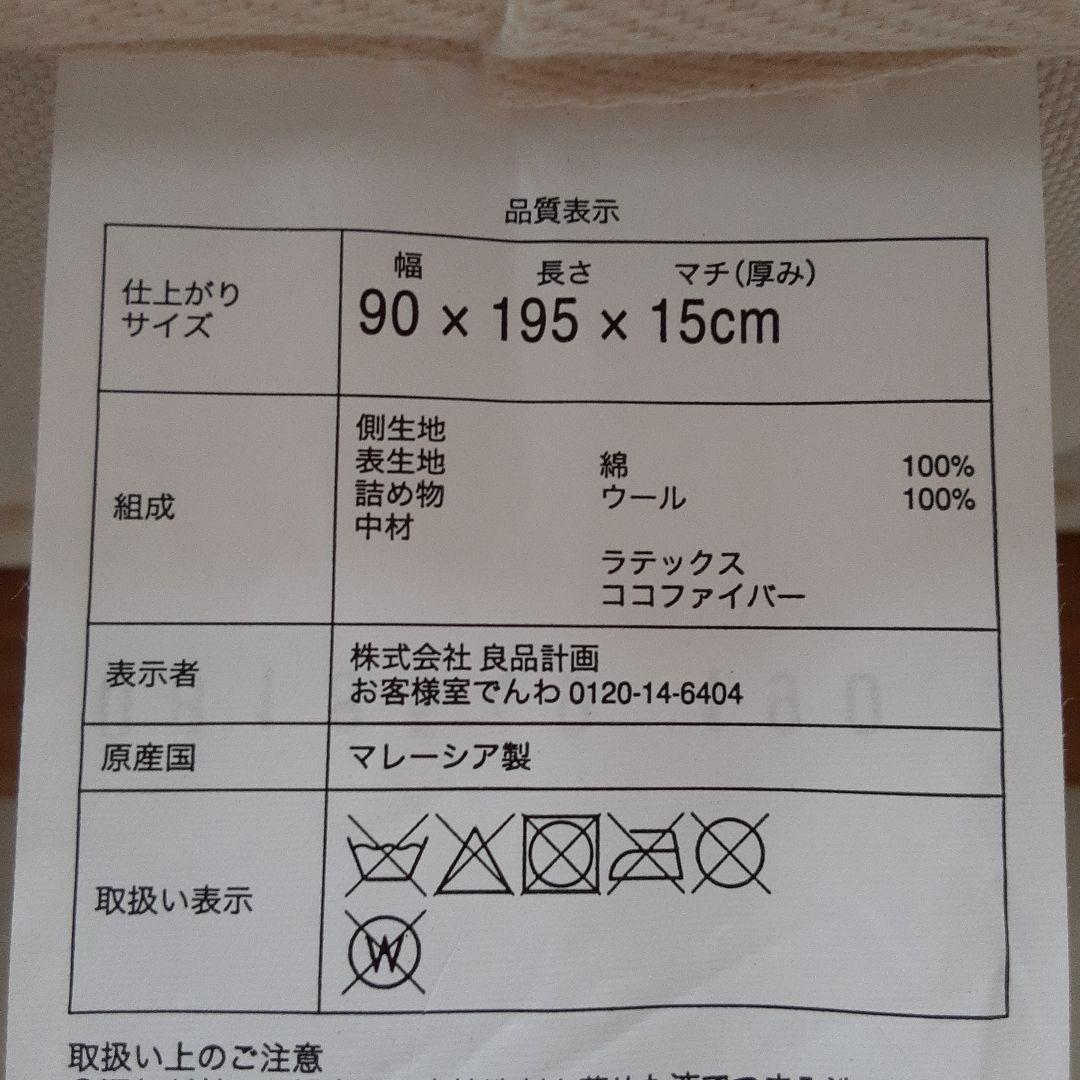 品質表示
仕上がり
サイズ
幅 長さ マチ(厚み)
90 × 195 × 15cm
組成
側生地
表生地 綿 100%
詰め物 ウール 100%
中材
ラテックス
ココファイバー
表示者
株式会社 良品計画
お客様室でんわ 0120-14-6404
原産国
マレーシア製
取扱い表示
W
取扱い上のご注意